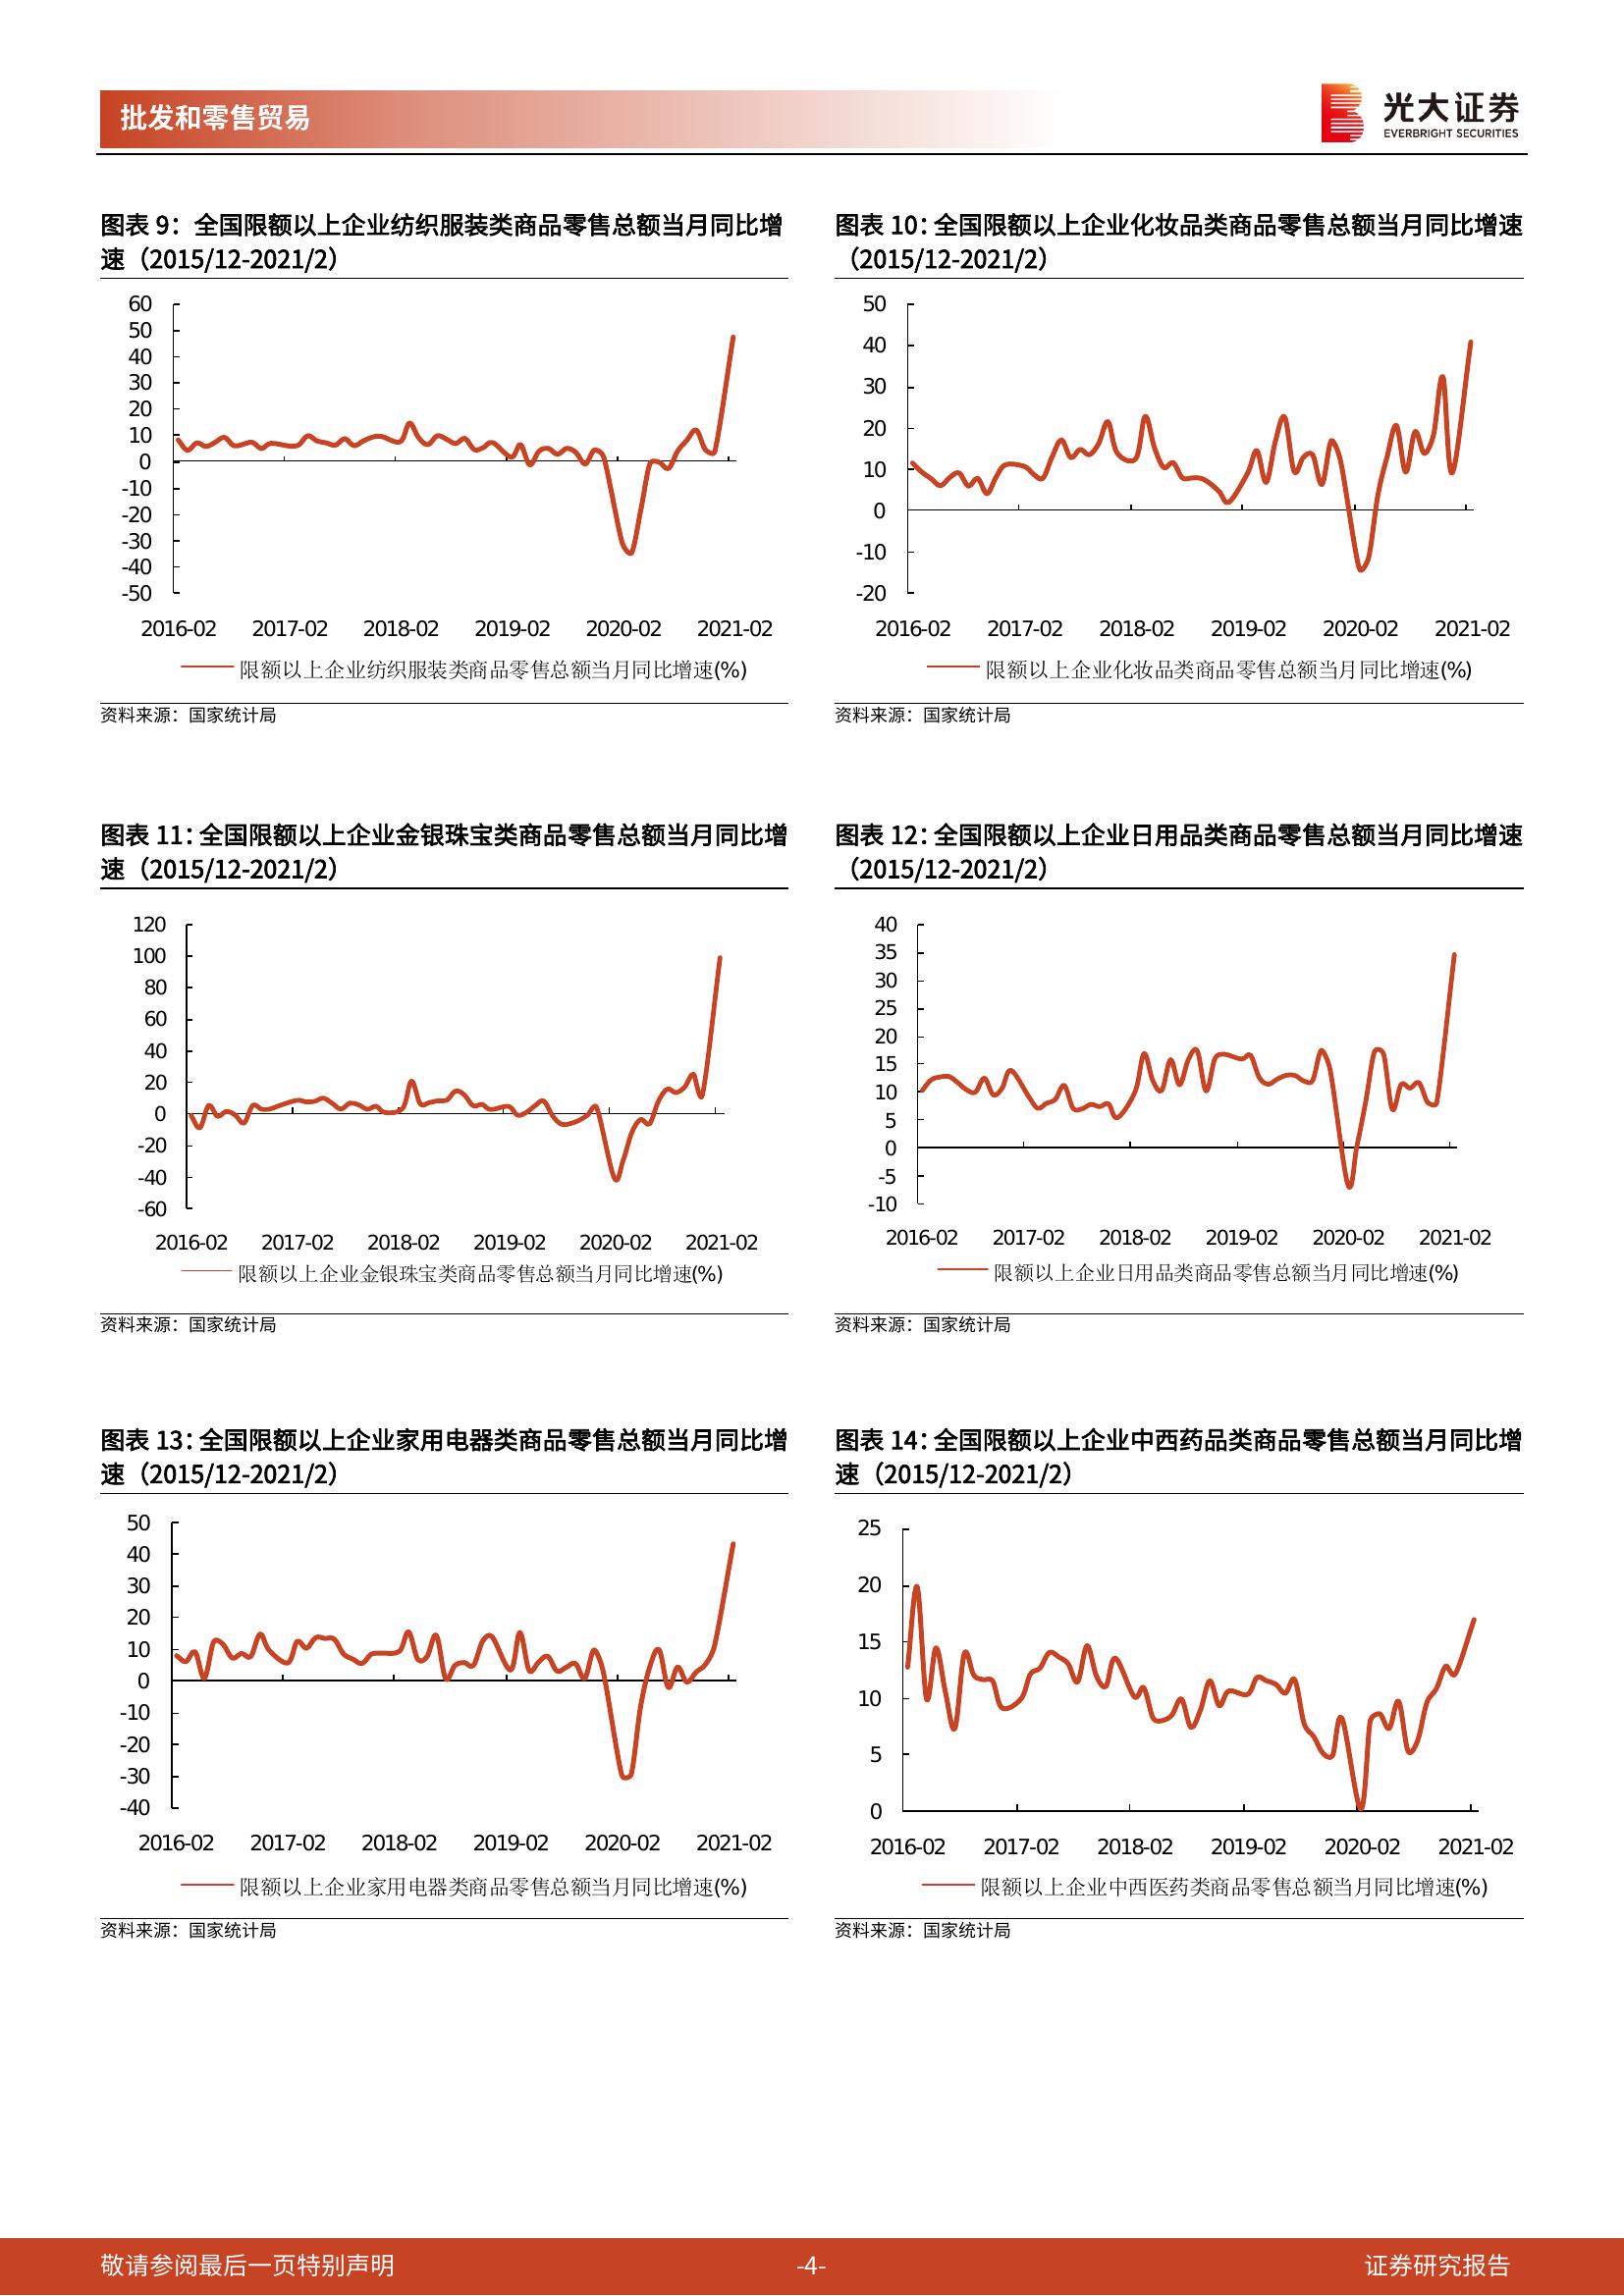 批发和零售贸易
光大证券
EVERBRIGHT SECURITIES
图表 9：全国限额以上企业纺织服装类商品零售总额当月同比增
速（2015/12-2021/2）
60
50
40
30
20
10
0
-10
-20
-30
-40
-50
2016-02 2017-02 2018-02 2019-02 2020-02 2021-02
限额以上企业纺织服装类商品零售总额当月同比增速(%)
资料来源：国家统计局
图表 10：全国限额以上企业化妆品类商品零售总额当月同比增速
（2015/12-2021/2）
50
40
30
20
10
0
-10
-20
2016-02 2017-02 2018-02 2019-02 2020-02 2021-02
限额以上企业化妆品类商品零售总额当月同比增速(%)
资料来源：国家统计局
图表 11：全国限额以上企业金银珠宝类商品零售总额当月同比增
速（2015/12-2021/2）
120
100
80
60
40
20
0
-20
-40
-60
2016-02 2017-02 2018-02 2019-02 2020-02 2021-02
限额以上企业金银珠宝类商品零售总额当月同比增速(%)
资料来源：国家统计局
图表 12：全国限额以上企业日用品类商品零售总额当月同比增速
（2015/12-2021/2）
40
35
30
25
20
15
10
5
0
-5
-10
2016-02 2017-02 2018-02 2019-02 2020-02 2021-02
限额以上企业日用品类商品零售总额当月同比增速(%)
资料来源：国家统计局
图表 13：全国限额以上企业家用电器类商品零售总额当月同比增
速（2015/12-2021/2）
50
40
30
20
10
0
-10
-20
-30
-40
2016-02 2017-02 2018-02 2019-02 2020-02 2021-02
限额以上企业家用电器类商品零售总额当月同比增速(%)
资料来源：国家统计局
图表 14：全国限额以上企业中西药品类商品零售总额当月同比增
速（2015/12-2021/2）
25
20
15
10
5
0
2016-02 2017-02 2018-02 2019-02 2020-02 2021-02
限额以上企业中西医药类商品零售总额当月同比增速(%)
资料来源：国家统计局
敬请参阅最后一页特别声明
-4-
证券研究报告